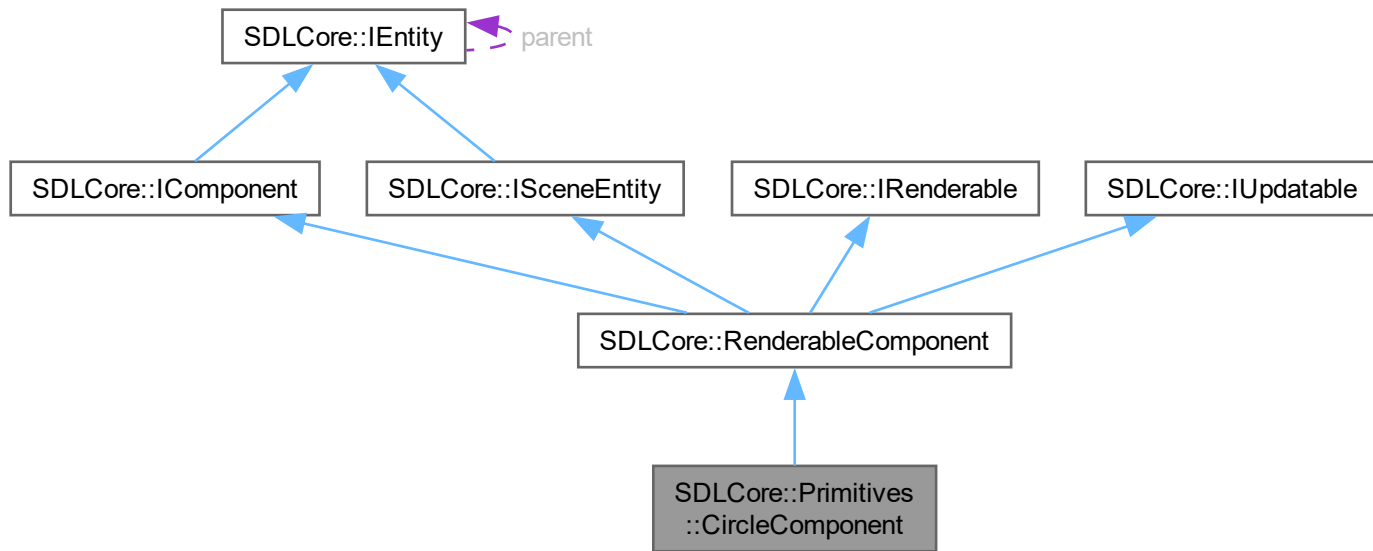 SDLCore::IEntity
parent
SDLCore::IComponent
SDLCore::ISceneEntity
SDLCore::IRenderable
SDLCore::IUpdatable
SDLCore::RenderableComponent
SDLCore::Primitives
::CircleComponent